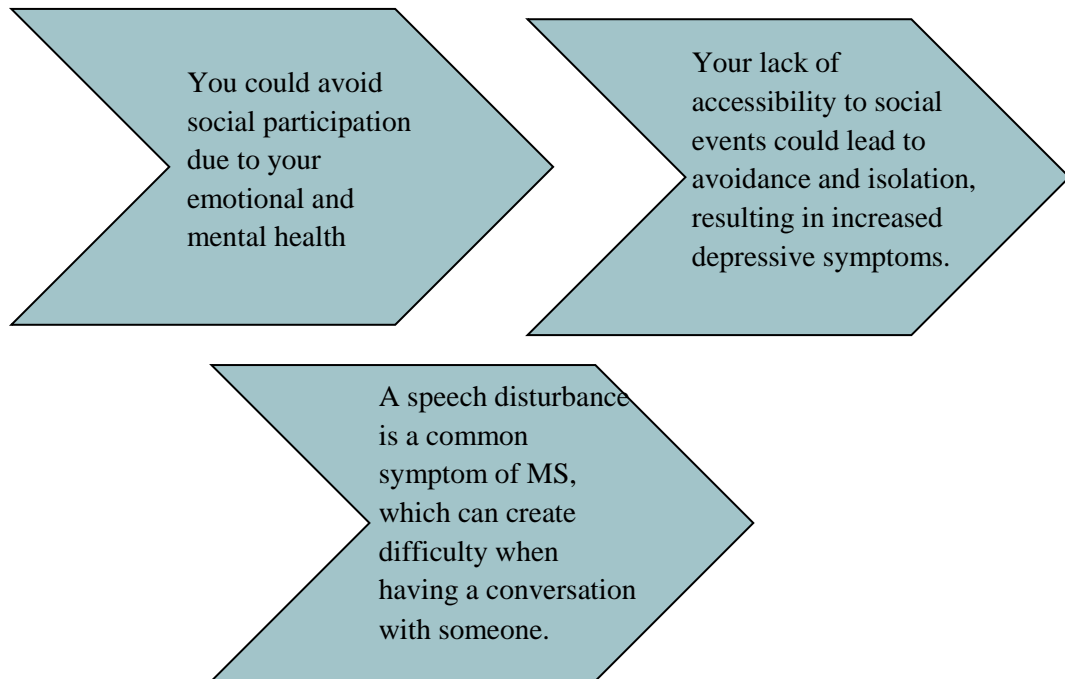 You could avoid
social participation
due to your
emotional and
mental health
Your lack of
accessibility to social
events could lead to
avoidance and isolation,
resulting in increased
depressive symptoms.
A speech disturbance
is a common
symptom of MS,
which can create
difficulty when
having a conversation
with someone.